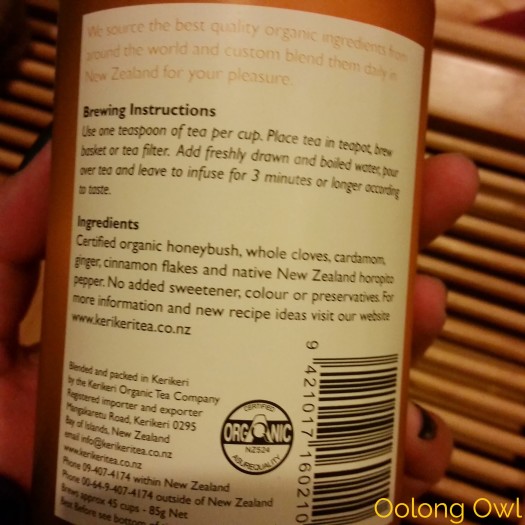 We source the best quality organic ingredients from
around the world and custom blend them daily in
New Zealand for your pleasure.
Brewing Instructions
Use one teaspoon of tea per cup. Place tea in teapot, brew
basket or tea filter. Add freshly drawn and boiled water, pour
over tea and leave to infuse for 3 minutes or longer according
to taste.
Ingredients
Certified organic honeybush, whole cloves, cardamom,
ginger, cinnamon flakes and native New Zealand horopito
pepper. No added sweetener, colour or preservatives. For
more information and new recipe ideas visit our website
www.kerikeritea.co.nz
Blended and packed in Kerikeri
by the Kerikeri Organic Tea Company
Registered importer and exporter
Mangakaretu Road, Kerikeri 0295
Bay of Islands, New Zealand
email info@kerikeritea.co.nz
www.kerikeritea.co.nz
Phone 09-407-4174 within New Zealand
Phone 00-64-9-407-4174 outside of New Zealand
Brews approx 45 cups - 85g Net
Best Before see bottom of
CERTIFIED
ORGANIC
NZ524
ASUREQUALITY
9 421017 160210
Oolong Owl